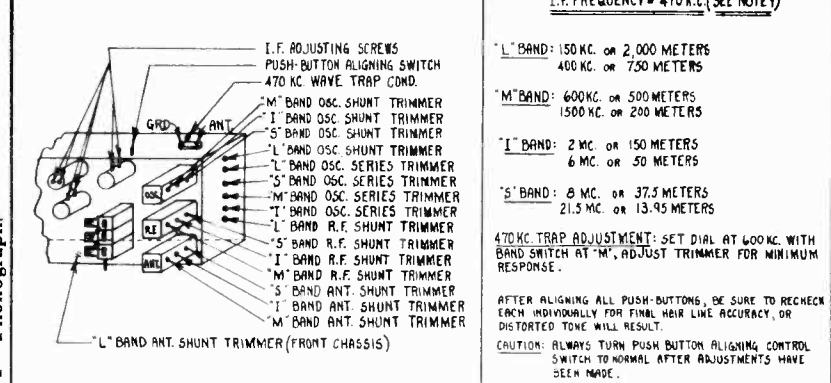 I.F. FREQUENCY = 470 K.C. (SEE NOTE Y)
I.F. ADJUSTING SCREWS
PUSH-BUTTON ALIGNING SWITCH
470 KC. WAVE TRAP COND.
"M" BAND OSC. SHUNT TRIMMER
"I" BAND OSC. SHUNT TRIMMER
"S" BAND OSC. SHUNT TRIMMER
"L" BAND OSC. SHUNT TRIMMER
"L" BAND OSC. SERIES TRIMMER
"S" BAND OSC. SERIES TRIMMER
"M" BAND OSC. SERIES TRIMMER
"I" BAND OSC. SERIES TRIMMER
"L" BAND R.F. SHUNT TRIMMER
"S" BAND R.F. SHUNT TRIMMER
"I" BAND R.F. SHUNT TRIMMER
"M" BAND R.F. SHUNT TRIMMER
"S" BAND ANT. SHUNT TRIMMER
"I" BAND ANT. SHUNT TRIMMER
"M" BAND ANT. SHUNT TRIMMER
"L" BAND ANT. SHUNT TRIMMER (FRONT CHASSIS)
GRD
ANT
OSC.
R.F.
ANT.
"L" BAND: 150 KC. OR 2,000 METERS
400 KC. OR 750 METERS
"M" BAND: 600 KC. OR 500 METERS
1500 KC. OR 200 METERS
"I" BAND: 2 MC. OR 150 METERS
6 MC. OR 50 METERS
"S" BAND: 8 MC. OR 37.5 METERS
21.5 MC. OR 13.95 METERS
470 KC. TRAP ADJUSTMENT: SET DIAL AT 600 KC. WITH
BAND SWITCH AT "M", ADJUST TRIMMER FOR MINIMUM
RESPONSE.
AFTER ALIGNING ALL PUSH-BUTTONS, BE SURE TO RECHECK
EACH INDIVIDUALLY FOR FINAL HAIR LINE ACCURACY, OR
DISTORTED TONE WILL RESULT.
CAUTION: ALWAYS TURN PUSH BUTTON ALIGNING CONTROL
SWITCH TO NORMAL AFTER ADJUSTMENTS HAVE
BEEN MADE.